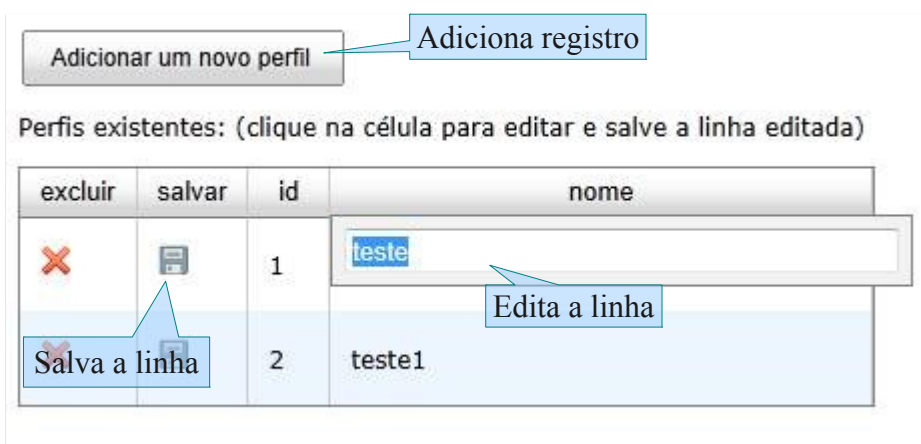 Adiciona registro
Adicionar um novo perfil
Perfis existentes: (clique na célula para editar e salve a linha editada)
excluir salvar id nome
1 teste
Edita a linha
Salva a linha
2 teste1